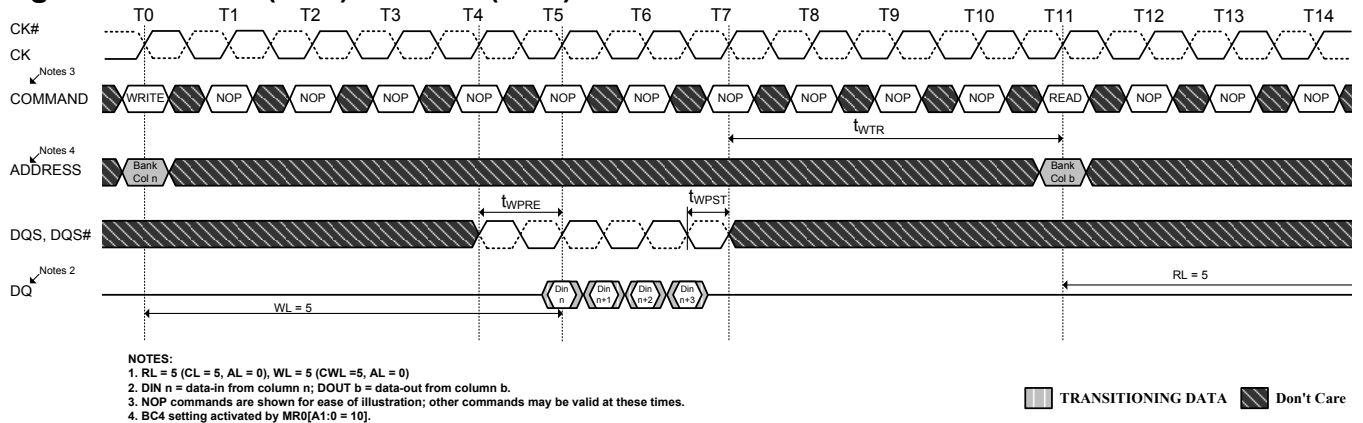 T0 T1 T2 T3 T4 T5 T6 T7 T8 T9 T10 T11 T12 T13 T14
CK#
CK
Notes 3
COMMAND WRITE NOP NOP NOP NOP NOP NOP NOP NOP NOP NOP READ NOP NOP NOP
tWTR
Notes 4
ADDRESS
Bank
Col n
Bank
Col b
tWPRE tWPST
DQS, DQS#
Notes 2
DQ
Din
n
Din
n+1
Din
n+2
Din
n+3
RL = 5
WL = 5
NOTES:
1. RL = 5 (CL = 5, AL = 0), WL = 5 (CWL =5, AL = 0)
2. DIN n = data-in from column n; DOUT b = data-out from column b.
3. NOP commands are shown for ease of illustration; other commands may be valid at these times.
4. BC4 setting activated by MR0[A1:0 = 10].
TRANSITIONING DATA Don't Care